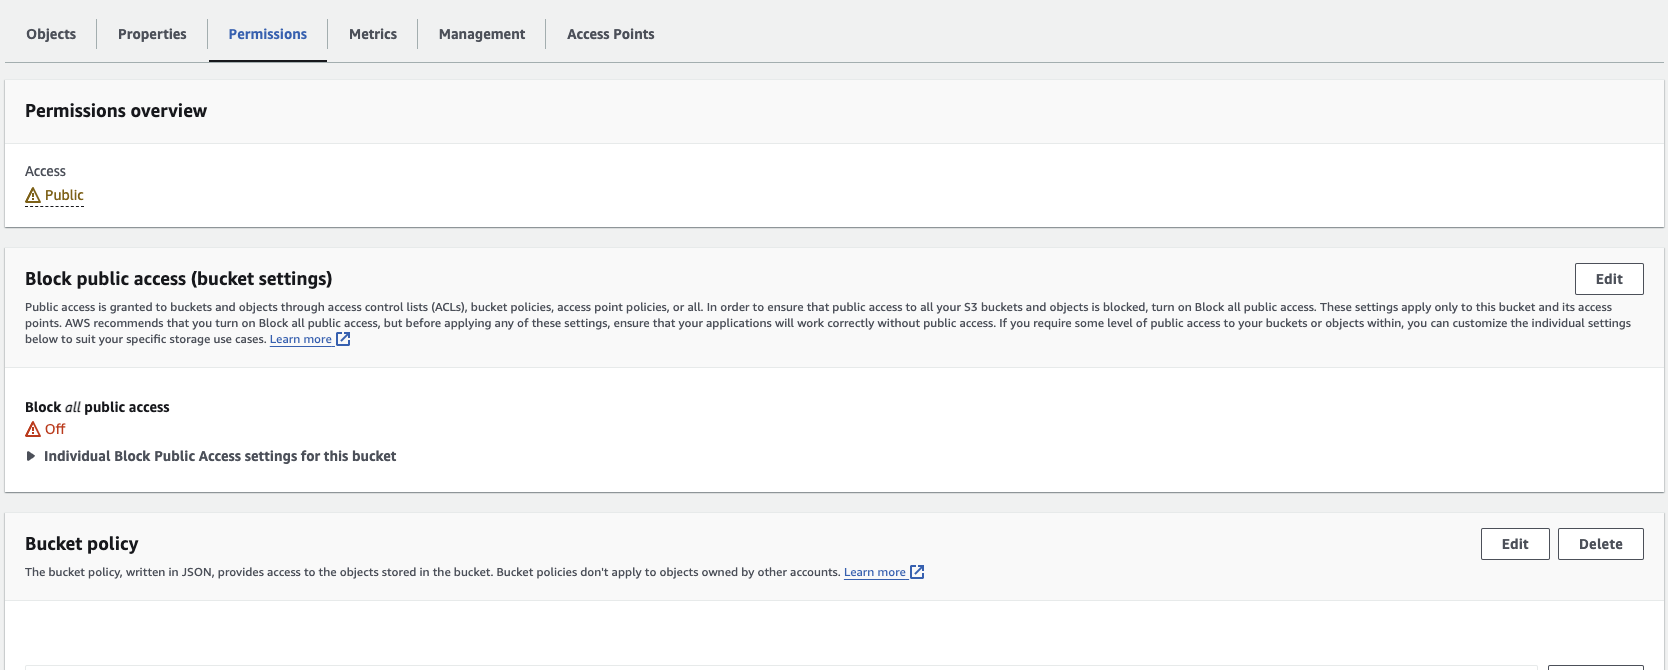 Objects
Properties
Permissions
Metrics
Management
Access Points
Permissions overview
Access
Public
Block public access (bucket settings)
Edit
Public access is granted to buckets and objects through access control lists (ACLs), bucket policies, access point policies, or all. In order to ensure that public access to all your S3 buckets and objects is blocked, turn on Block all public access. These settings apply only to this bucket and its access
points. AWS recommends that you turn on Block all public access, but before applying any of these settings, ensure that your applications will work correctly without public access. If you require some level of public access to your buckets or objects within, you can customize the individual settings
below to suit your specific storage use cases. Learn more
Block all public access
Off
Individual Block Public Access settings for this bucket
Bucket policy
Edit
Delete
The bucket policy, written in JSON, provides access to the objects stored in the bucket. Bucket policies don't apply to objects owned by other accounts. Learn more